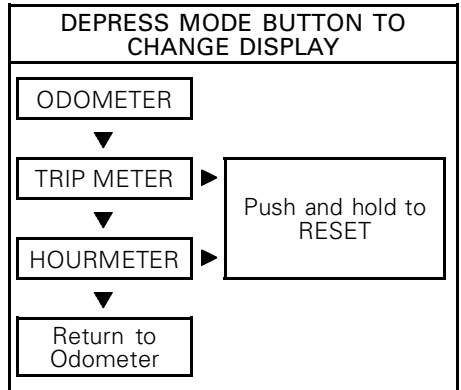 DEPRESS MODE BUTTON TO
CHANGE DISPLAY
ODOMETER
TRIP METER
Push and hold to
RESET
HOURMETER
Return to
Odometer